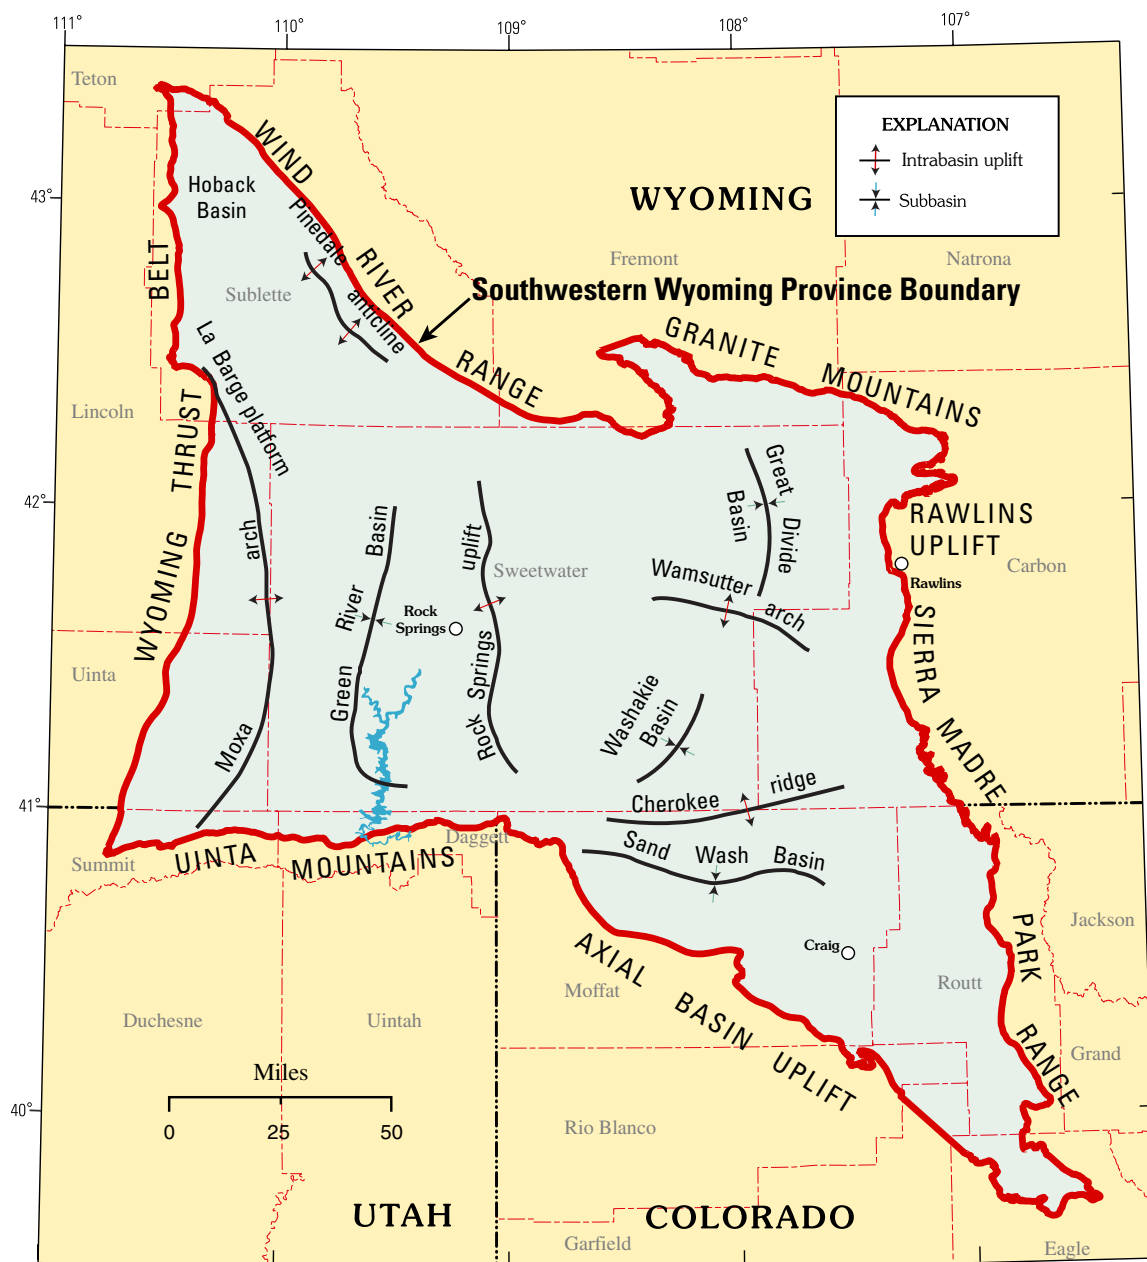 111°
110°
109°
108°
107°
Teton
EXPLANATION
Intrabasin uplift
Subbasin
WIND RIVER RANGE
Hoback
Basin
43°
WYOMING
Pinedale anticline
Fremont
Natrona
Sublette
Southwestern Wyoming Province Boundary
GRANITE MOUNTAINS
La Barge platform
Lincoln
WYOMING THRUST BELT
42°
Great Divide
Basin
RAWLINS
UPLIFT
Rawlins
Carbon
Moxa arch
Green River Basin
Rock
Springs
Rock Springs uplift
Sweetwater
Wamsutter arch
SIERRA MADRE
Uinta
Washakie
Basin
Cherokee ridge
41°
Daggett
Sand Wash Basin
Summit
UINTA MOUNTAINS
Craig
PARK RANGE
Jackson
AXIAL BASIN UPLIFT
Moffat
Routt
Duchesne
Uintah
Grand
Miles
0 25 50
40°
Rio Blanco
UTAH
COLORADO
Garfield
Eagle